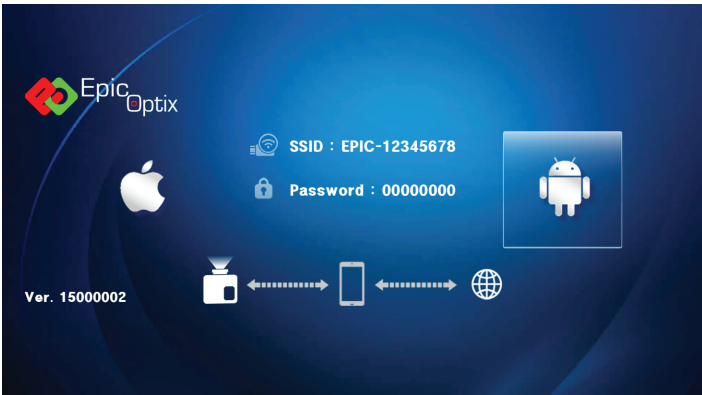 Epic
Optix
SSID : EPIC-12345678
Password : 00000000
Ver. 15000002